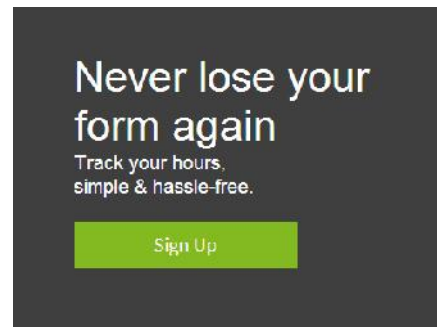 Never lose your
form again
Track your hours,
simple & hassle-free.
Sign Up